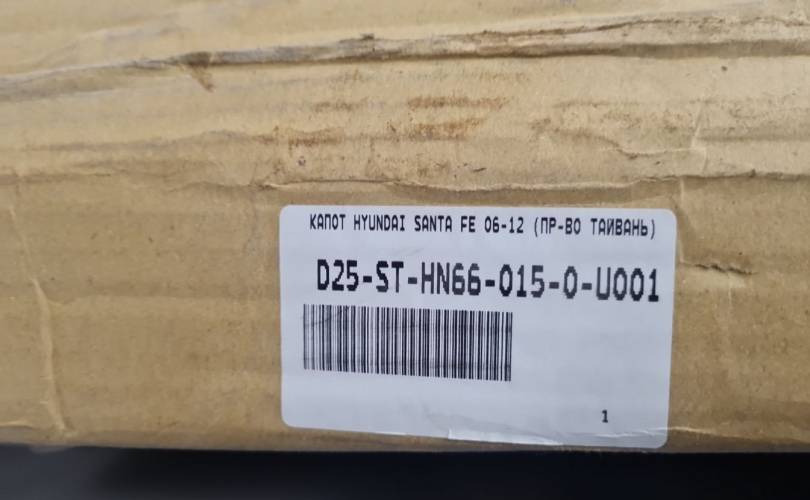 КАПОТ HYUNDAI SANTA FE 06-12 (ПР-ВО ТАЙВАНЬ)
D25-ST-HN66-015-0-U001
1